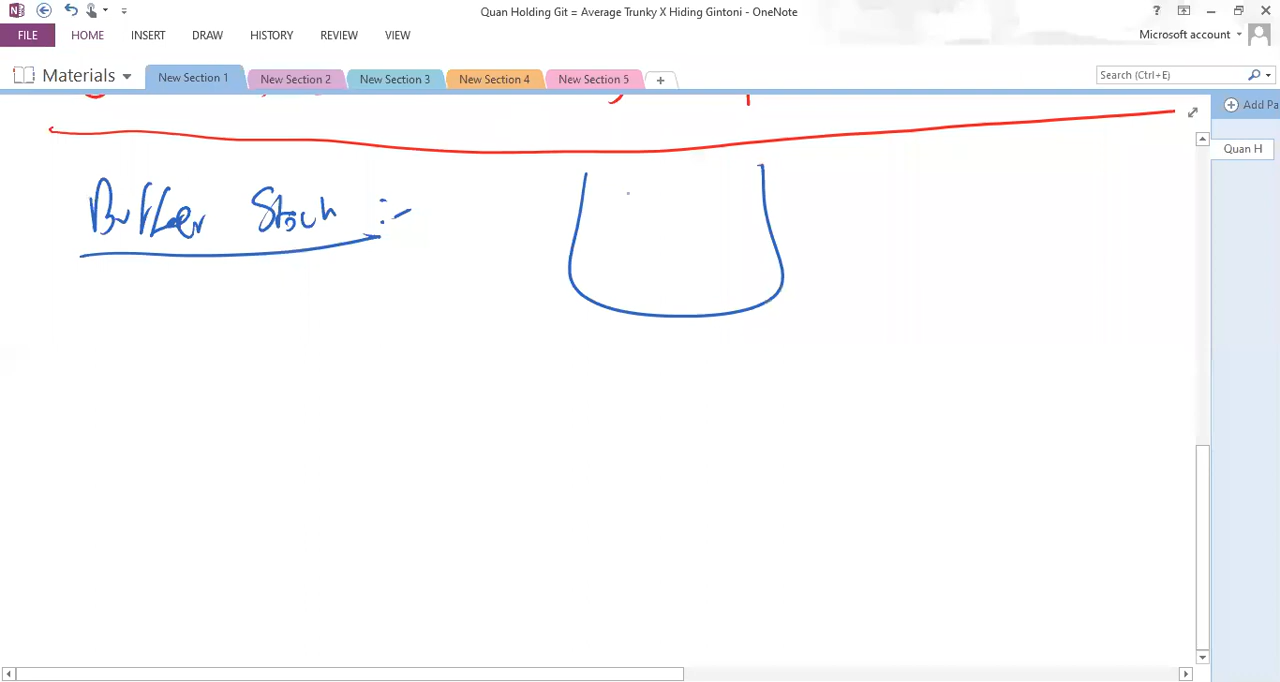 Quan Holding Git = Average Trunky X Hiding Gintoni - OneNote
?
Microsoft account
FILE HOME INSERT DRAW HISTORY REVIEW VIEW
Materials New Section 1 New Section 2 New Section 3 New Section 4 New Section 5 +
Search (Ctrl+E)
Add Pa
Quan H
Buffer Stock :-